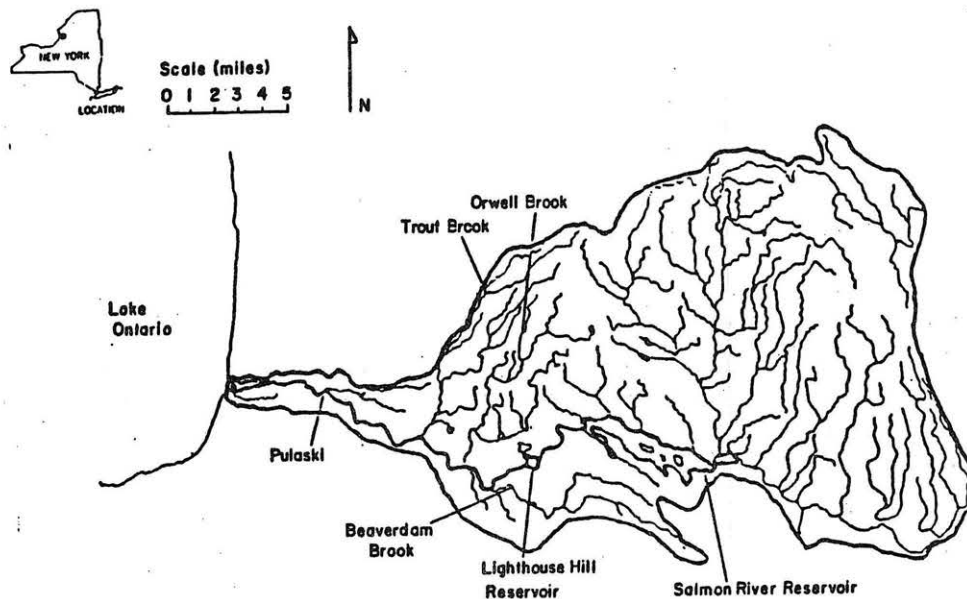 NEW YORK
LOCATION
Scale (miles)
0 1 2 3 4 5
N
Orwell Brook
Trout Brook
Lake
Ontario
Pulaski
Beaverdam
Brook
Lighthouse Hill
Reservoir
Salmon River Reservoir